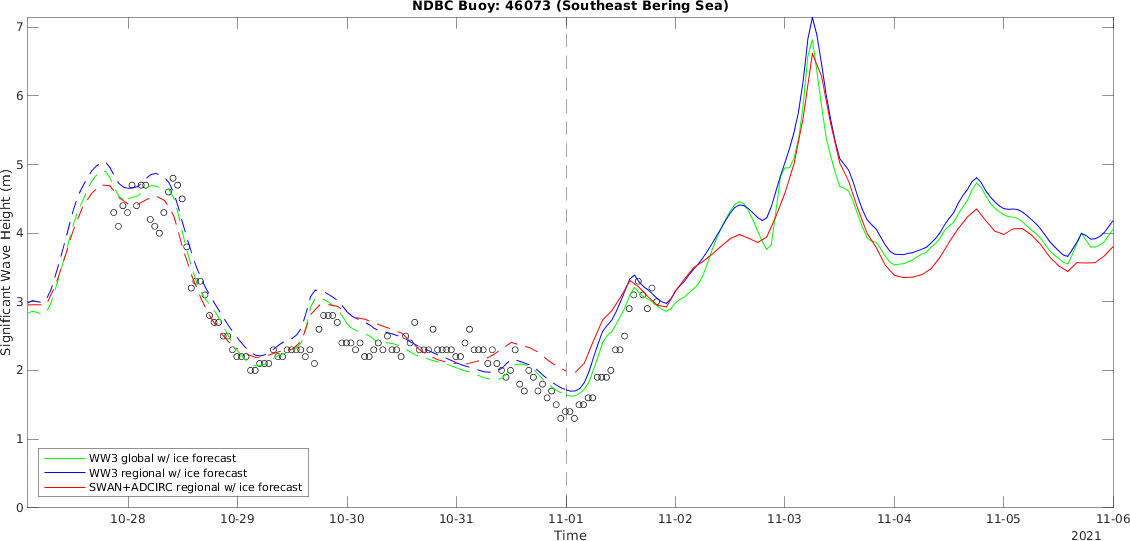 NDBC Buoy: 46073 (Southeast Bering Sea)
Significant Wave Height (m)
7
6
5
4
3
2
1
0
WW3 global w/ ice forecast
WW3 regional w/ ice forecast
SWAN+ADCIRC regional w/ ice forecast
10-28 10-29 10-30 10-31 11-01 11-02 11-03 11-04 11-05 11-06
Time
2021